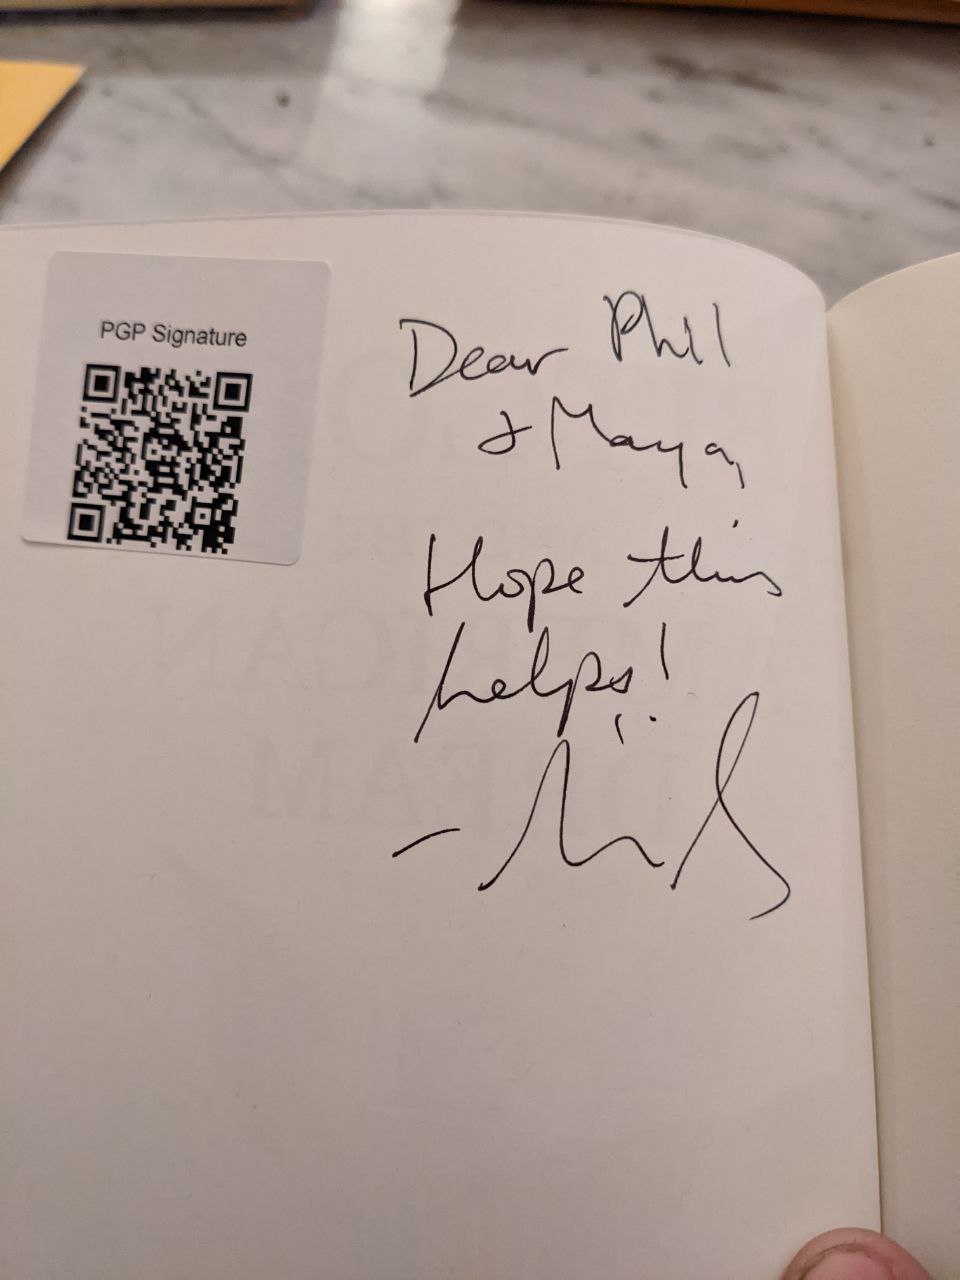 PGP Signature
Dear Phil
& Maya,
Hope this
helps!